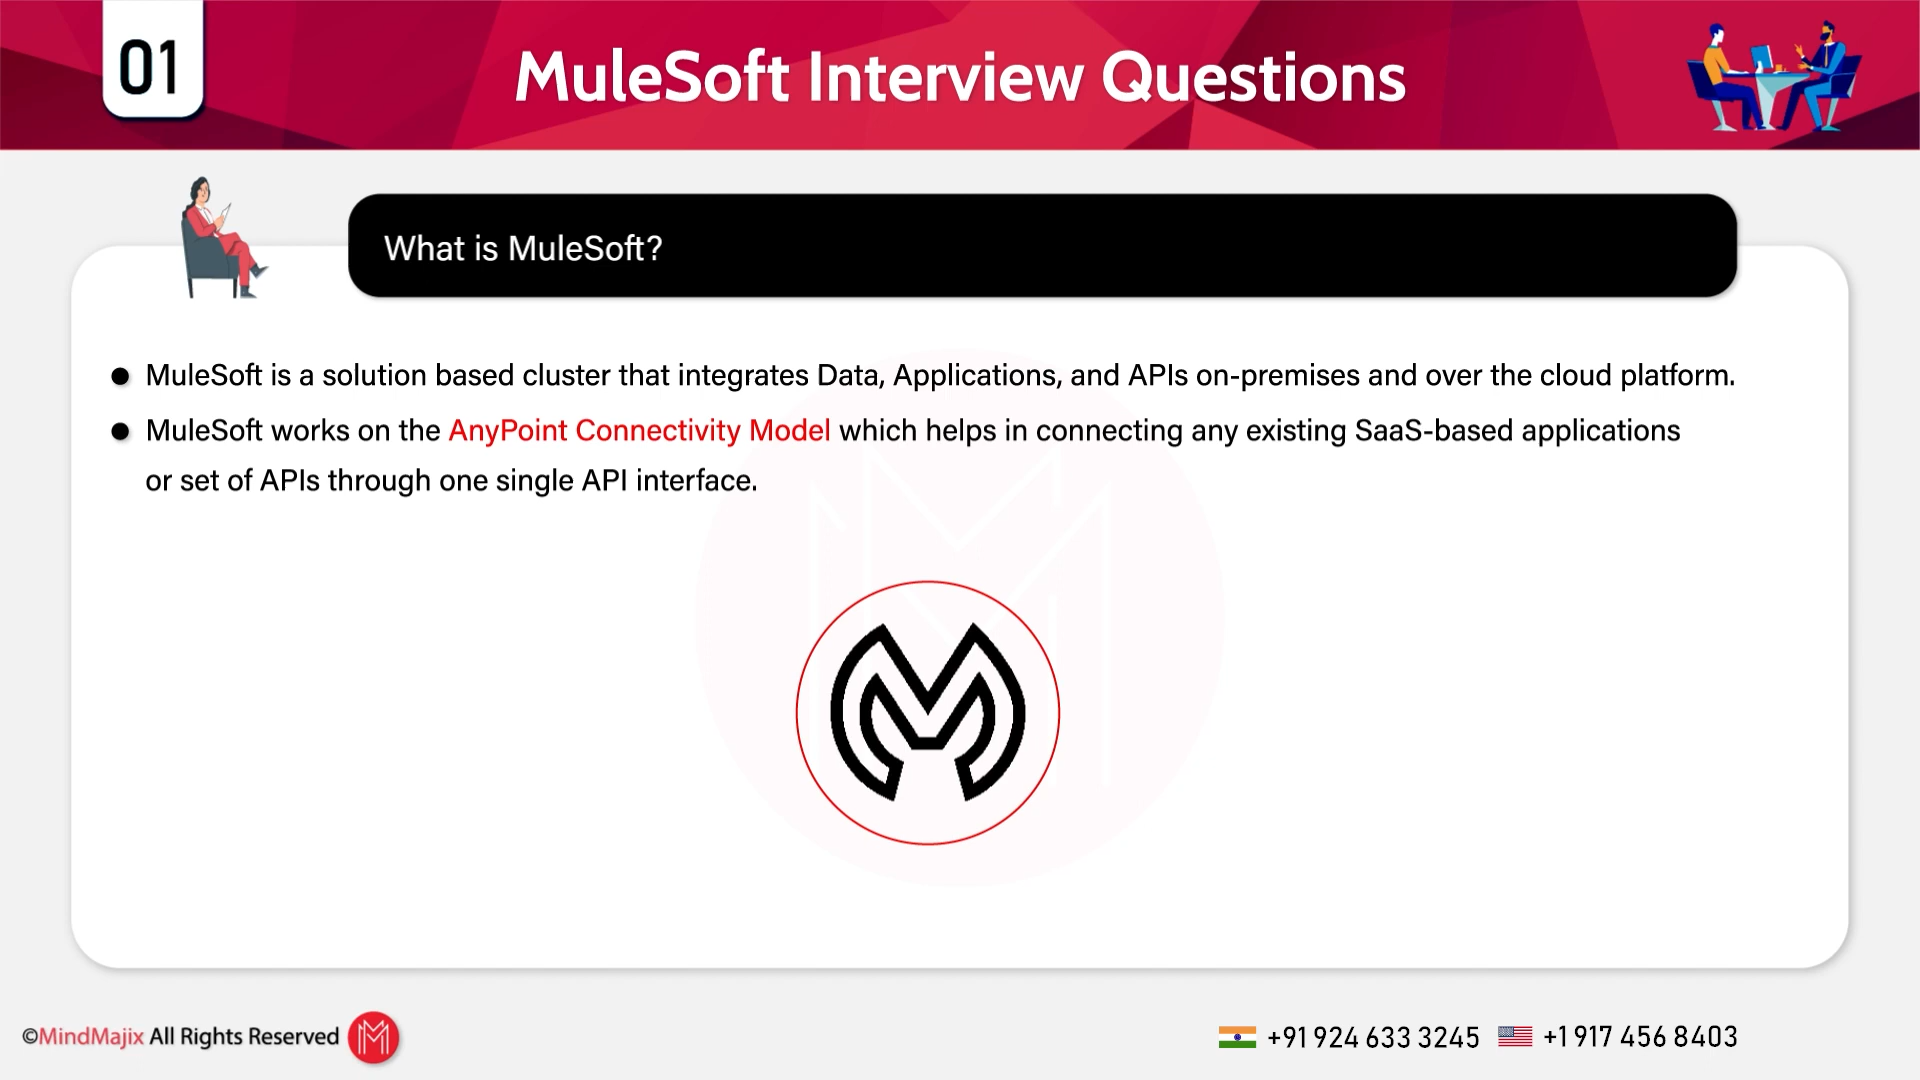 01
MuleSoft Interview Questions
What is MuleSoft?
● MuleSoft is a solution based cluster that integrates Data, Applications, and APIs on-premises and over the cloud platform.
● MuleSoft works on the AnyPoint Connectivity Model which helps in connecting any existing SaaS-based applications
or set of APIs through one single API interface.
©MindMajix All Rights Reserved
+91 924 633 3245
+1 917 456 8403